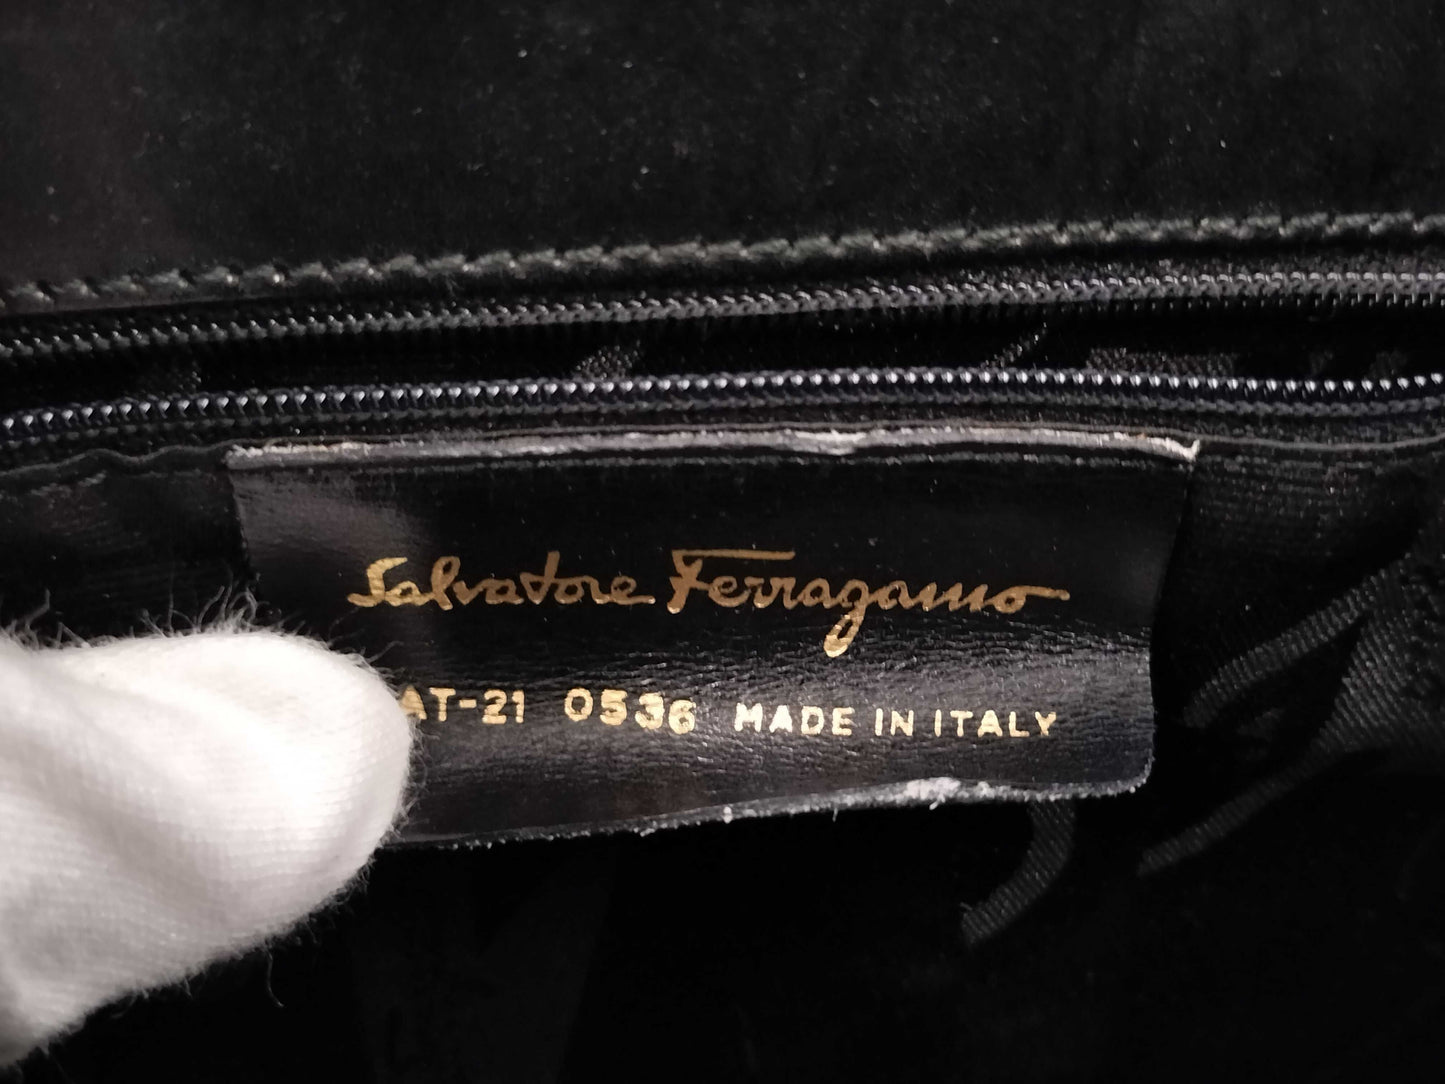 Salvatore Ferragamo
AT-21 0536 MADE IN ITALY